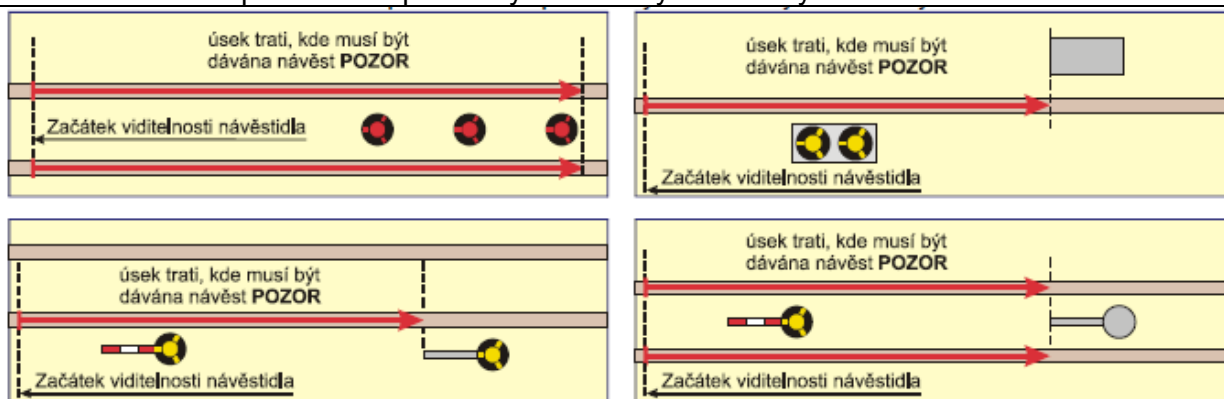 úsek trati, kde musí být
dávána návěst POZOR
Začátek viditelnosti návěstidla
úsek trati, kde musí být
dávána návěst POZOR
Začátek viditelnosti návěstidla
úsek trati, kde musí být
dávána návěst POZOR
Začátek viditelnosti návěstidla
úsek trati, kde musí být
dávána návěst POZOR
Začátek viditelnosti návěstidla